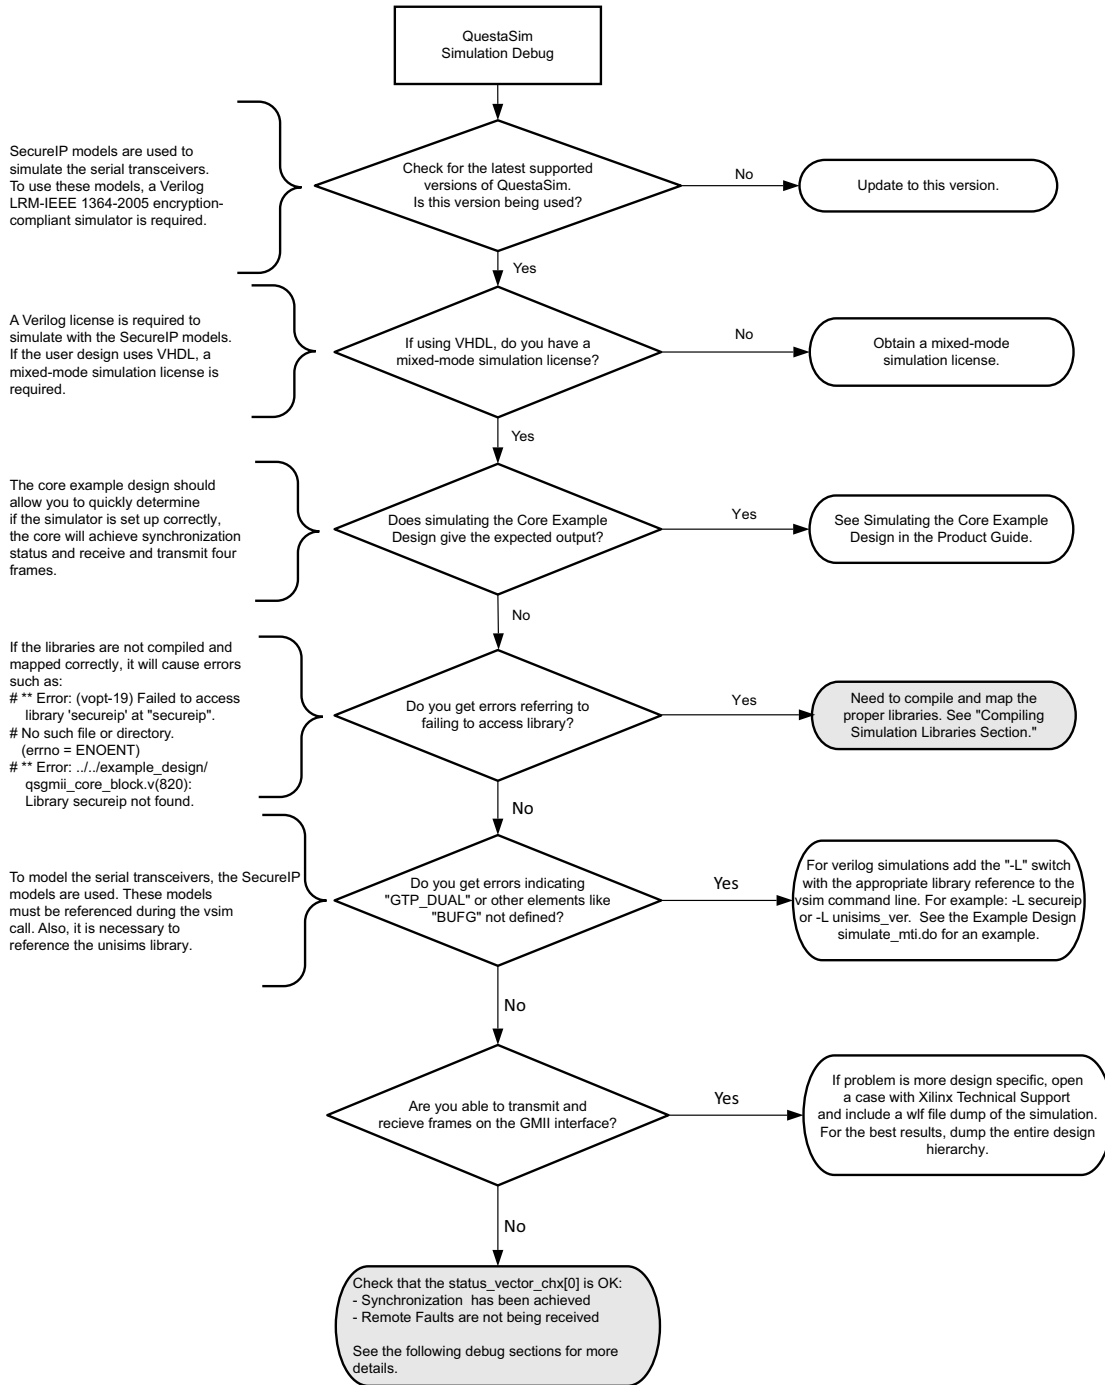 QuestaSim
Simulation Debug
SecureIP models are used to
simulate the serial transceivers.
To use these models, a Verilog
LRM-IEEE 1364-2005 encryption-
compliant simulator is required.
Check for the latest supported
versions of QuestaSim.
Is this version being used?
No
Update to this version.
Yes
A Verilog license is required to
simulate with the SecureIP models.
If the user design uses VHDL, a
mixed-mode simulation license is
required.
If using VHDL, do you have a
mixed-mode simulation license?
No
Obtain a mixed-mode
simulation license.
Yes
The core example design should
allow you to quickly determine
if the simulator is set up correctly,
the core will achieve synchronization
status and receive and transmit four
frames.
Does simulating the Core Example
Design give the expected output?
Yes
See Simulating the Core Example
Design in the Product Guide.
No
If the libraries are not compiled and
mapped correctly, it will cause errors
such as:
# ** Error: (vopt-19) Failed to access
library 'secureip' at "secureip".
# No such file or directory.
(errno = ENOENT)
# ** Error: ../../example_design/
qsgmii_core_block.v(820):
Library secureip not found.
Do you get errors referring to
failing to access library?
Yes
Need to compile and map the
proper libraries. See "Compiling
Simulation Libraries Section."
No
To model the serial transceivers, the SecureIP
models are used. These models
must be referenced during the vsim
call. Also, it is necessary to
reference the unisims library.
Do you get errors indicating
"GTP_DUAL" or other elements like
"BUFG" not defined?
Yes
For verilog simulations add the "-L" switch
with the appropriate library reference to the
vsim command line. For example: -L secureip
or -L unisims_ver.  See the Example Design
simulate_mti.do for an example.
No
Are you able to transmit and
recieve frames on the GMII interface?
Yes
If problem is more design specific, open
a case with Xilinx Technical Support
and include a wlf file dump of the simulation.
For the best results, dump the entire design
hierarchy.
No
Check that the status_vector_chx[0] is OK:
- Synchronization  has been achieved
- Remote Faults are not being received
See the following debug sections for more
details.